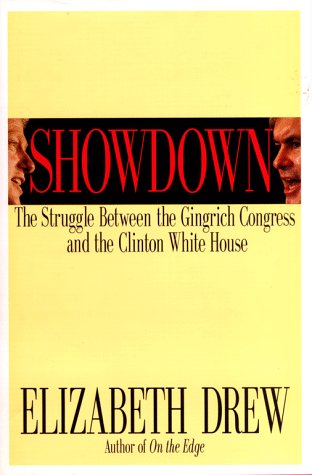 SHOWDOWN
The Struggle Between the Gingrich Congress
and the Clinton White House
ELIZABETH DREW
Author of On the Edge